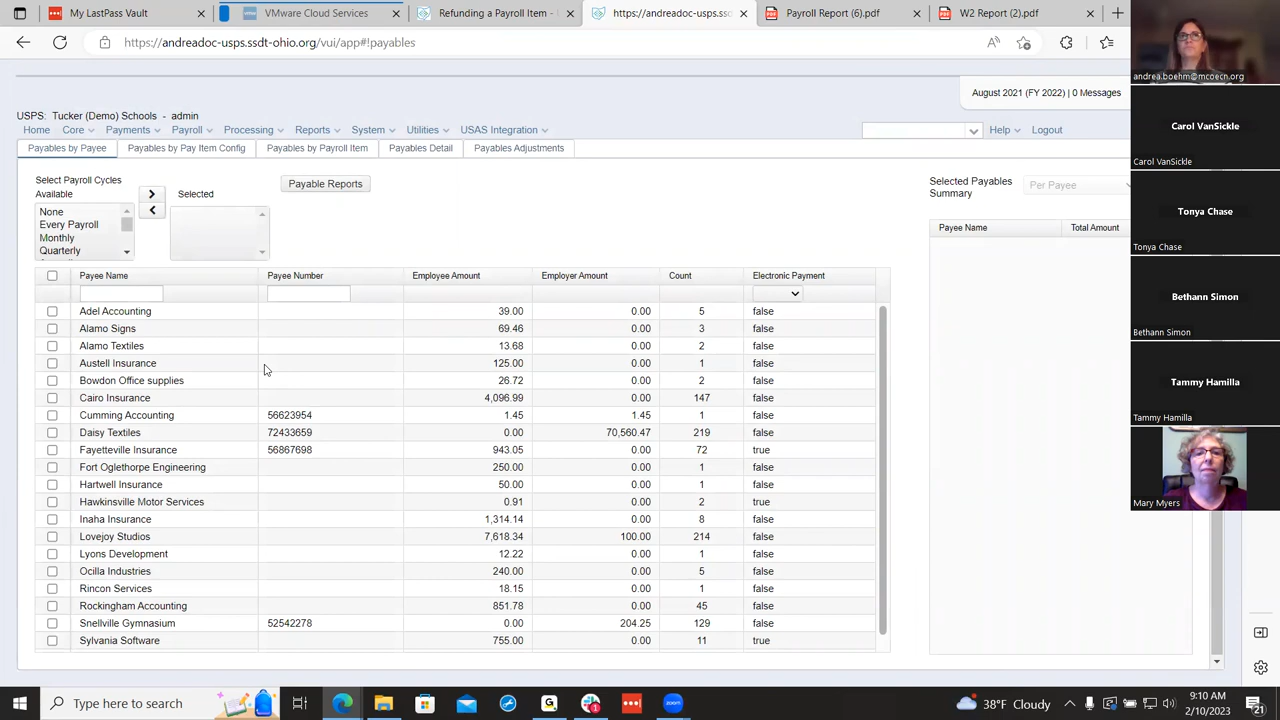 My LastPass Vault
VMware Cloud Services
Refunding a Payroll Item -
https://andreadoc-usps.ssd
Payroll Report (6).pdf
W2 Report (2).pdf
https://andreadoc-usps.ssdt-ohio.org/vui/app#!payables
August 2021 (FY 2022) | 0 Messages
USPS: Tucker (Demo) Schools - admin
Home Core Payments Payroll Processing Reports System Utilities USAS Integration Help Logout
Payables by Payee Payables by Pay Item Config Payables by Payroll Item Payables Detail Payables Adjustments
Select Payroll Cycles
Available Selected
Payable Reports
None
Every Payroll
Monthly
Quarterly
Selected Payables Summary Per Payee
Payee Name Total Amount
Payee Name Payee Number Employee Amount Employer Amount Count Electronic Payment
Adel Accounting 39.00 0.00 5 false
Alamo Signs 69.46 0.00 3 false
Alamo Textiles 13.68 0.00 2 false
Austell Insurance 125.00 0.00 1 false
Bowdon Office supplies 26.72 0.00 2 false
Cairo Insurance 4,096.99 0.00 147 false
Cumming Accounting 56623954 1.45 1.45 1 false
Daisy Textiles 72433659 0.00 70,560.47 219 false
Fayetteville Insurance 56867698 943.05 0.00 72 true
Fort Oglethorpe Engineering 250.00 0.00 1 false
Hartwell Insurance 50.00 0.00 1 false
Hawkinsville Motor Services 0.91 0.00 2 true
Inaha Insurance 1,314.14 0.00 8 false
Lovejoy Studios 7,618.34 100.00 214 false
Lyons Development 12.22 0.00 1 false
Ocilla Industries 240.00 0.00 5 false
Rincon Services 18.15 0.00 1 false
Rockingham Accounting 851.78 0.00 45 false
Snellville Gymnasium 52542278 0.00 204.25 129 false
Sylvania Software 755.00 0.00 11 true
andrea.boehm@mcoecn.org
Carol VanSickle
Carol VanSickle
Tonya Chase
Tonya Chase
Bethann Simon
Bethann Simon
Tammy Hamilla
Tammy Hamilla
Mary Myers
Type here to search
zoom
38°F Cloudy
9:10 AM
2/10/2023
21